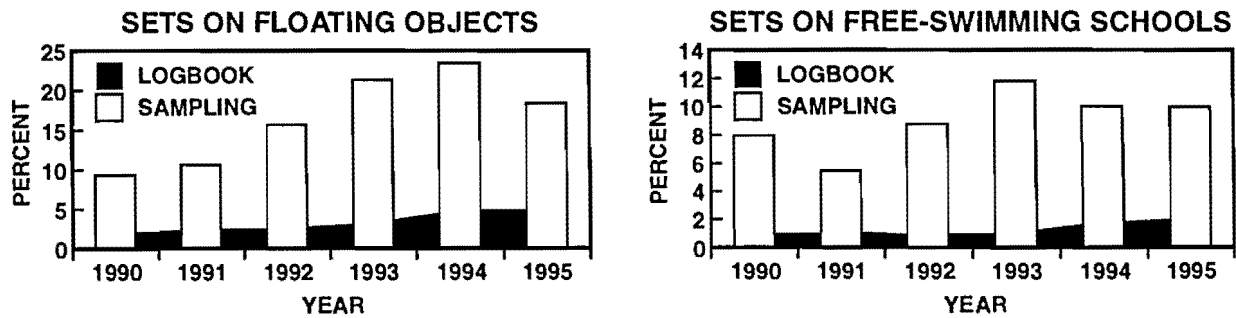 SETS ON FLOATING OBJECTS
25
20
15
10
5
0
PERCENT
LOGBOOK
SAMPLING
1990 1991 1992 1993 1994 1995
YEAR
SETS ON FREE-SWIMMING SCHOOLS
14
12
10
8
6
4
2
0
PERCENT
LOGBOOK
SAMPLING
1990 1991 1992 1993 1994 1995
YEAR